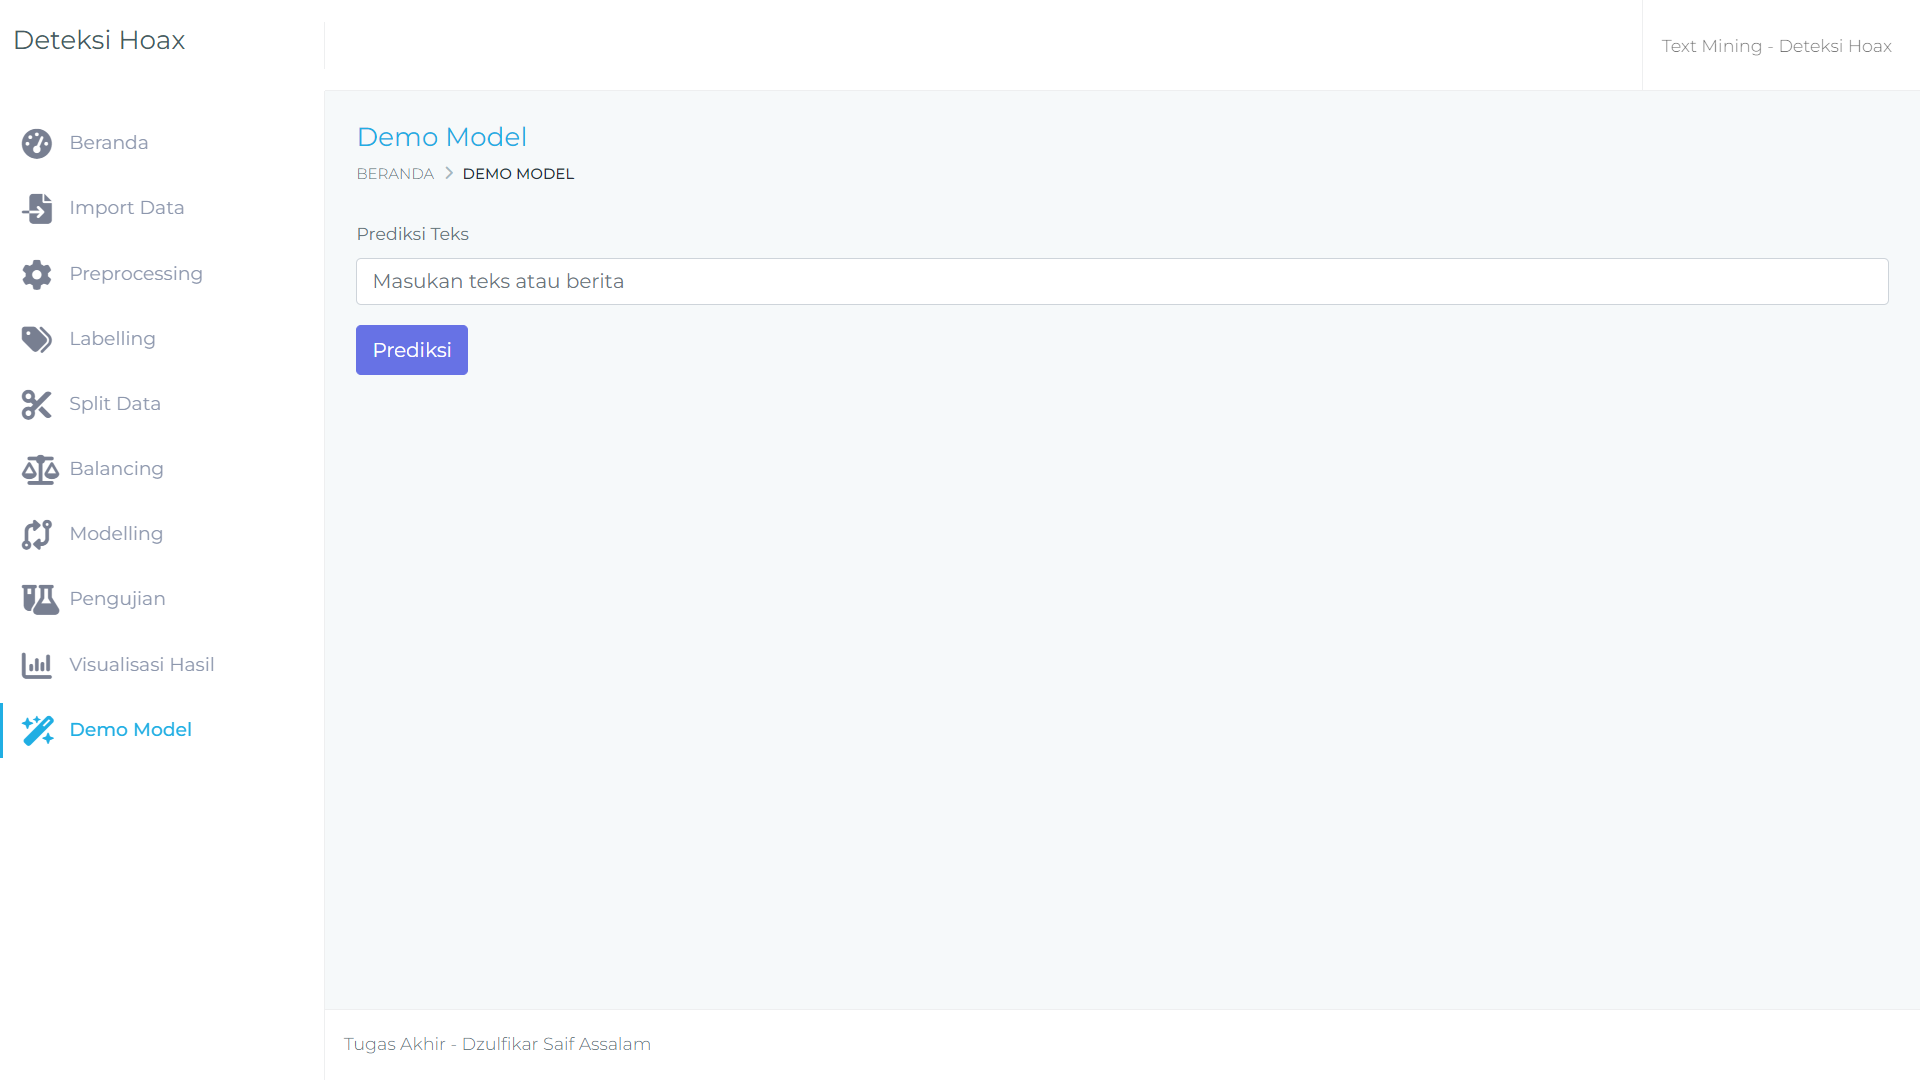 Deteksi Hoax
Text Mining - Deteksi Hoax
Beranda
Import Data
Preprocessing
Labelling
Split Data
Balancing
Modelling
Pengujian
Visualisasi Hasil
Demo Model
Demo Model
BERANDA > DEMO MODEL
Prediksi Teks
Masukan teks atau berita
Prediksi
Tugas Akhir - Dzulfikar Saif Assalam